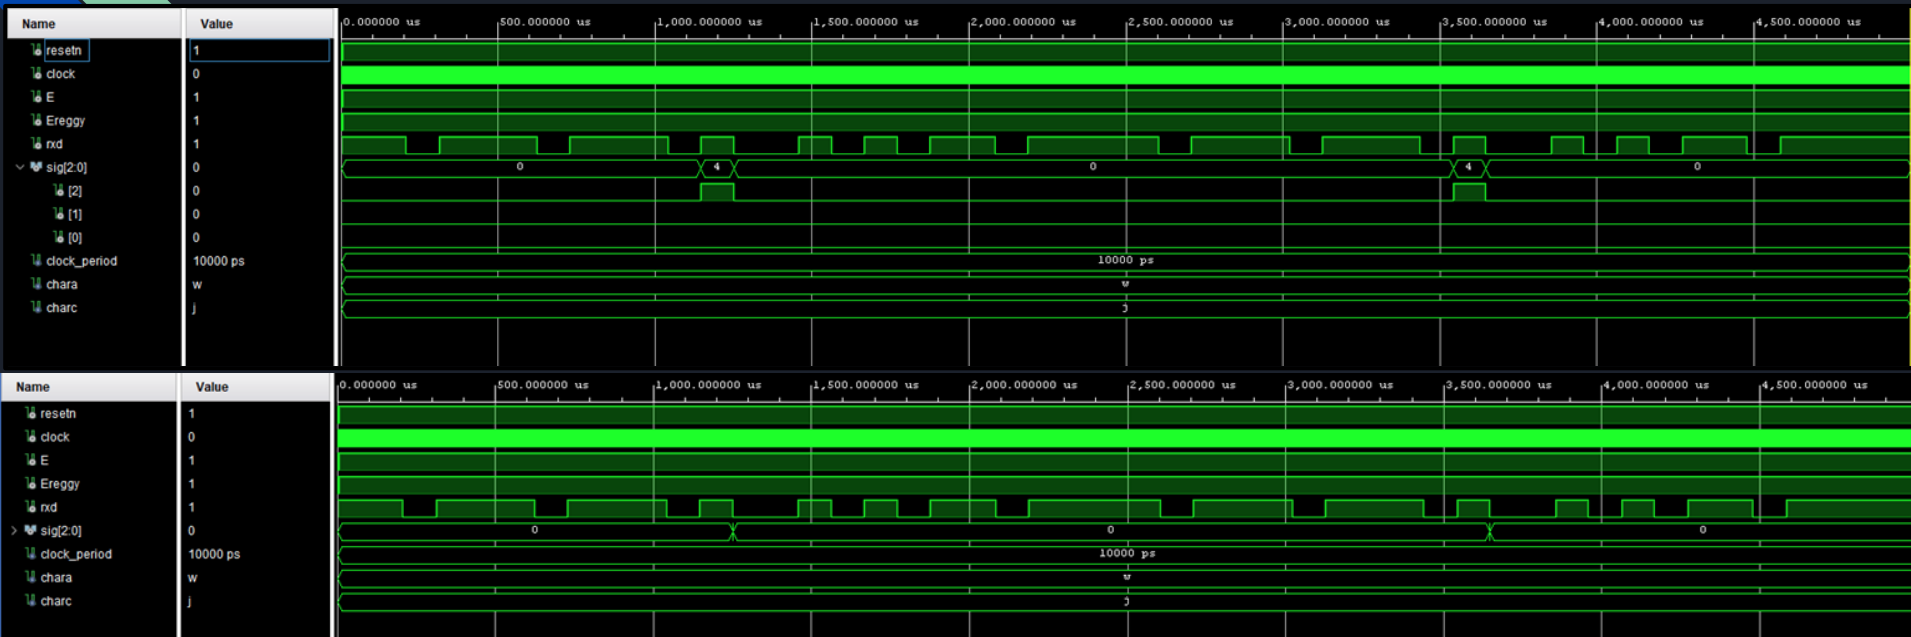 Name Value 0.000000 us 500.000000 us 1,000.000000 us 1,500.000000 us 2,000.000000 us 2,500.000000 us 3,000.000000 us 3,500.000000 us 4,000.000000 us 4,500.000000 us
resetn 1
clock 0
E 1
Ereggy 1
rxd 1
sig[2:0] 0 0 4 0 4 0
[2] 0
[1] 0
[0] 0
clock_period 10000 ps 10000 ps
chara w w
charc j j
Name Value 0.000000 us 500.000000 us 1,000.000000 us 1,500.000000 us 2,000.000000 us 2,500.000000 us 3,000.000000 us 3,500.000000 us 4,000.000000 us 4,500.000000 us
resetn 1
clock 0
E 1
Ereggy 1
rxd 1
sig[2:0] 0 0 0 0
clock_period 10000 ps 10000 ps
chara w w
charc j j